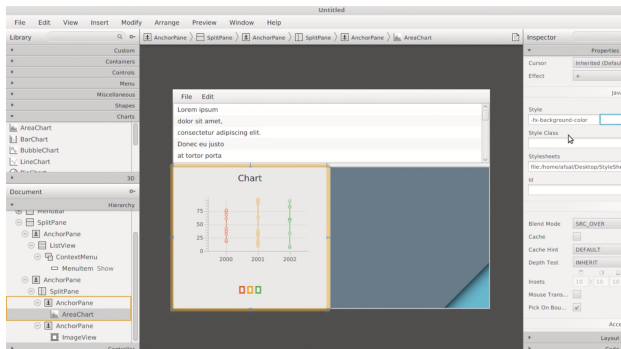 Untitled
File Edit View Insert Modify Arrange Preview Window Help
Library
AnchorPane SplitPane AnchorPane SplitPane AnchorPane AreaChart
Inspector
Custom
Containers
Controls
Menu
Miscellaneous
Shapes
Charts
AreaChart
BarChart
BubbleChart
LineChart
3D
Document
Hierarchy
SplitPane
AnchorPane
ListView
ContextMenu
MenuItem Show
AnchorPane
SplitPane
AnchorPane
AreaChart
AnchorPane
ImageView
File Edit
Lorem ipsum
dolor sit amet,
consectetur adipiscing elit.
Donec eu justo
at tortor porta
Chart
75
50
25
0
2000 2001 2002
Properties
Cursor Inherited (Defaul
Effect +
Java
Style
-fx-background-color
Style Class
Stylesheets
file:/home/afsal/Desktop/StyleShe
Id
Blend Mode SRC_OVER
Cache
Cache Hint DEFAULT
Depth Test INHERIT
Insets 10 10 10
Mouse Trans...
Pick On Bou...
Acce
Layout